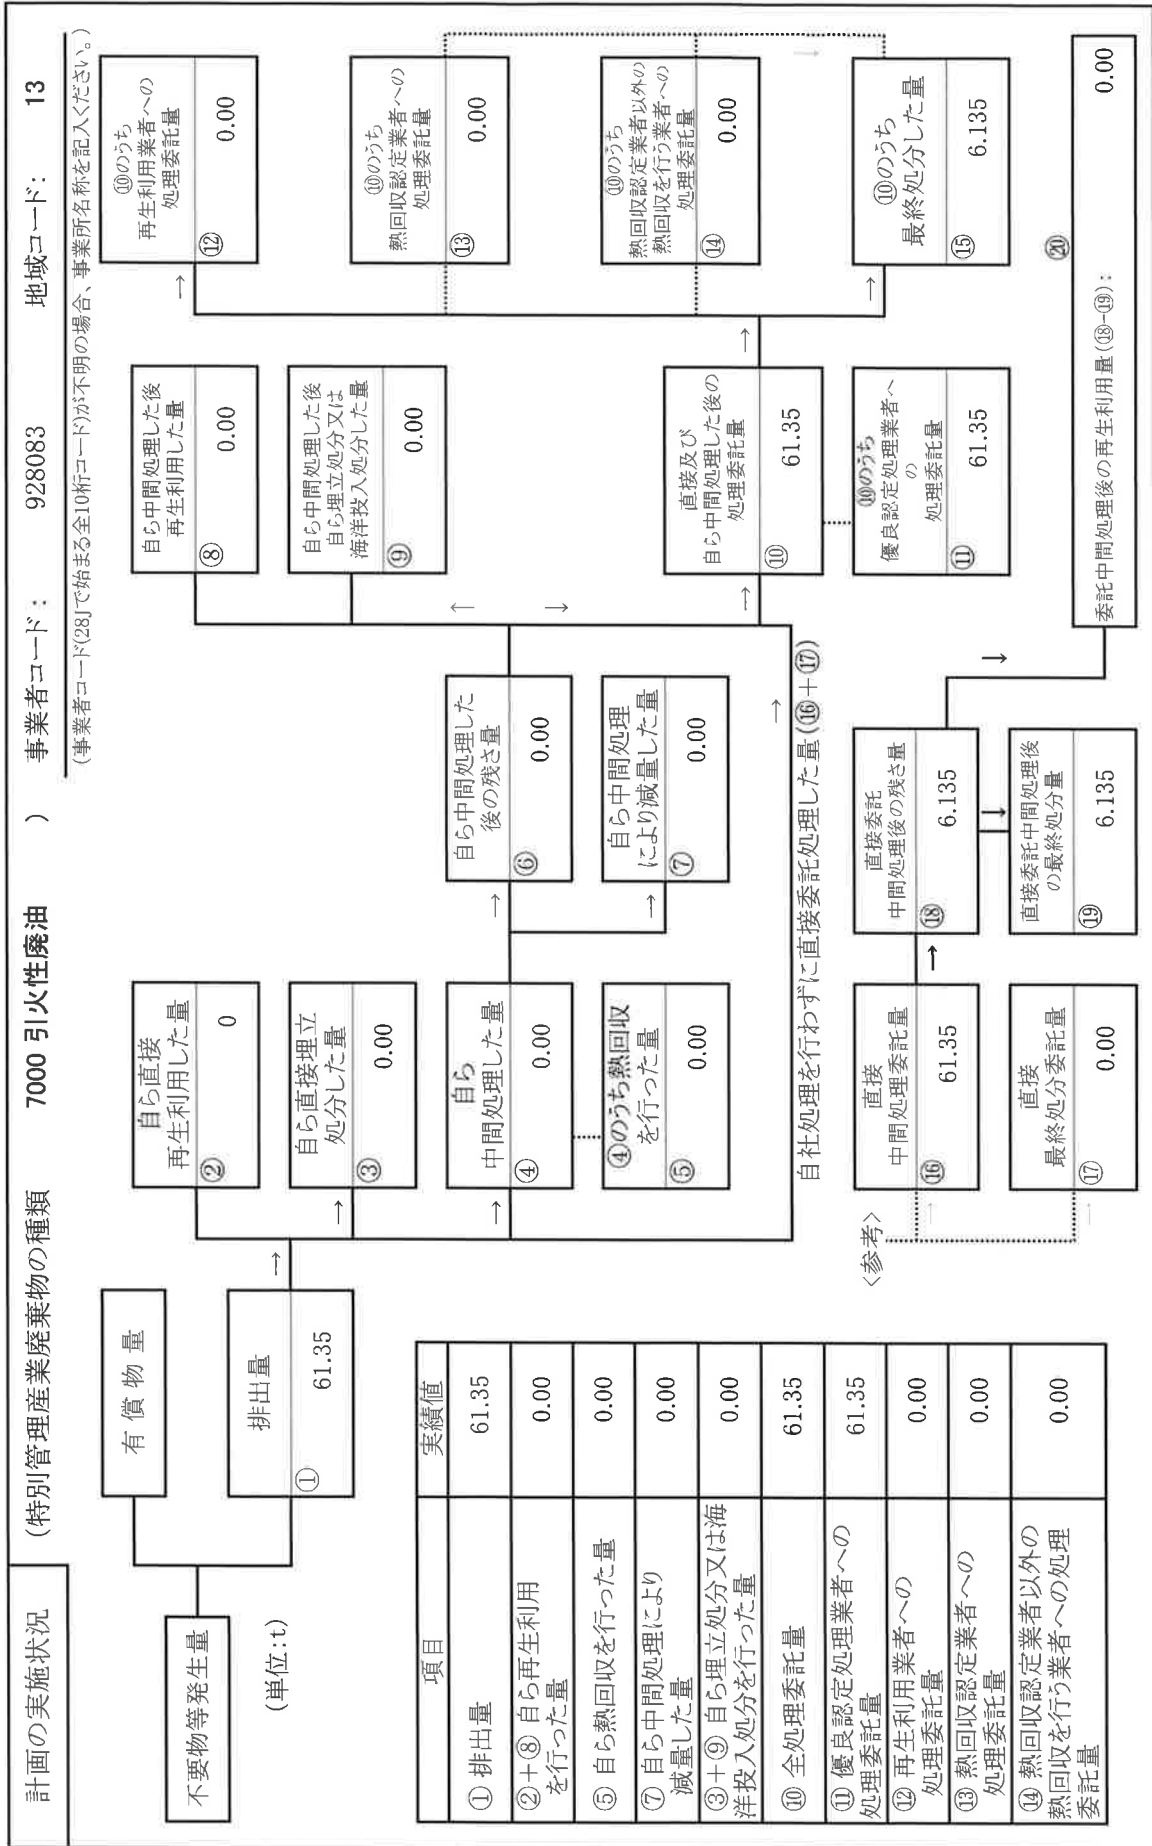 計画の実施状況
(特別管理産業廃棄物の種類
7000 引火性廃油
)
事業者コード：
928083
地域コード：
13
(事業者コード(28｣で始まる全10桁コード)が不明の場合、事業所名称を記入ください。)
不要物等発生量
(単位:t)
有 償 物 量
排出量
①
61.35
→
自ら直接
再生利用した量
②
0
→
自ら直接埋立
処分した量
③
0.00
→
自ら
中間処理した量
④
0.00
④のうち熱回収
を行った量
⑤
0.00
→
自ら中間処理した
後の残さ量
⑥
0.00
→
自ら中間処理
により減量した量
⑦
0.00
↑
↓
自ら中間処理した後
再生利用した量
⑧
0.00
自ら中間処理した後
自ら埋立処分又は
海洋投入処分した量
⑨
0.00
→
自社処理を行わずに直接委託処理した量(⑯＋⑰)
→
直接及び
自ら中間処理した後の
処理委託量
⑩
61.35
⑩のうち
優良認定処理業者へ
の
処理委託量
⑪
61.35
→
→
⑩のうち
再生利用業者への
処理委託量
⑫
0.00
⑩のうち
熱回収認定業者への
処理委託量
⑬
0.00
⑩のうち
熱回収認定業者以外の
熱回収を行う業者への
処理委託量
⑭
0.00
→
→
⑩のうち
最終処分した量
⑮
6.135
<参考>
→
直接
中間処理委託量
⑯
61.35
→
直接
最終処分委託量
⑰
0.00
→
直接委託
中間処理後の残さ量
⑱
6.135
↓
直接委託中間処理後
の最終処分量
⑲
6.135
↓
⑳
委託中間処理後の再生利用量(⑱-⑲)：
0.00
項目
実績値
① 排出量
61.35
②＋⑧ 自ら再生利用
を行った量
0.00
⑤ 自ら熱回収を行った量
0.00
⑦ 自ら中間処理により
減量した量
0.00
③＋⑨ 自ら埋立処分又は海
洋投入処分を行った量
0.00
⑩ 全処理委託量
61.35
⑪ 優良認定処理業者への
処理委託量
61.35
⑫ 再生利用業者への
処理委託量
0.00
⑬ 熱回収認定業者への
処理委託量
0.00
⑭ 熱回収認定業者以外の
熱回収を行う業者への処理
委託量
0.00